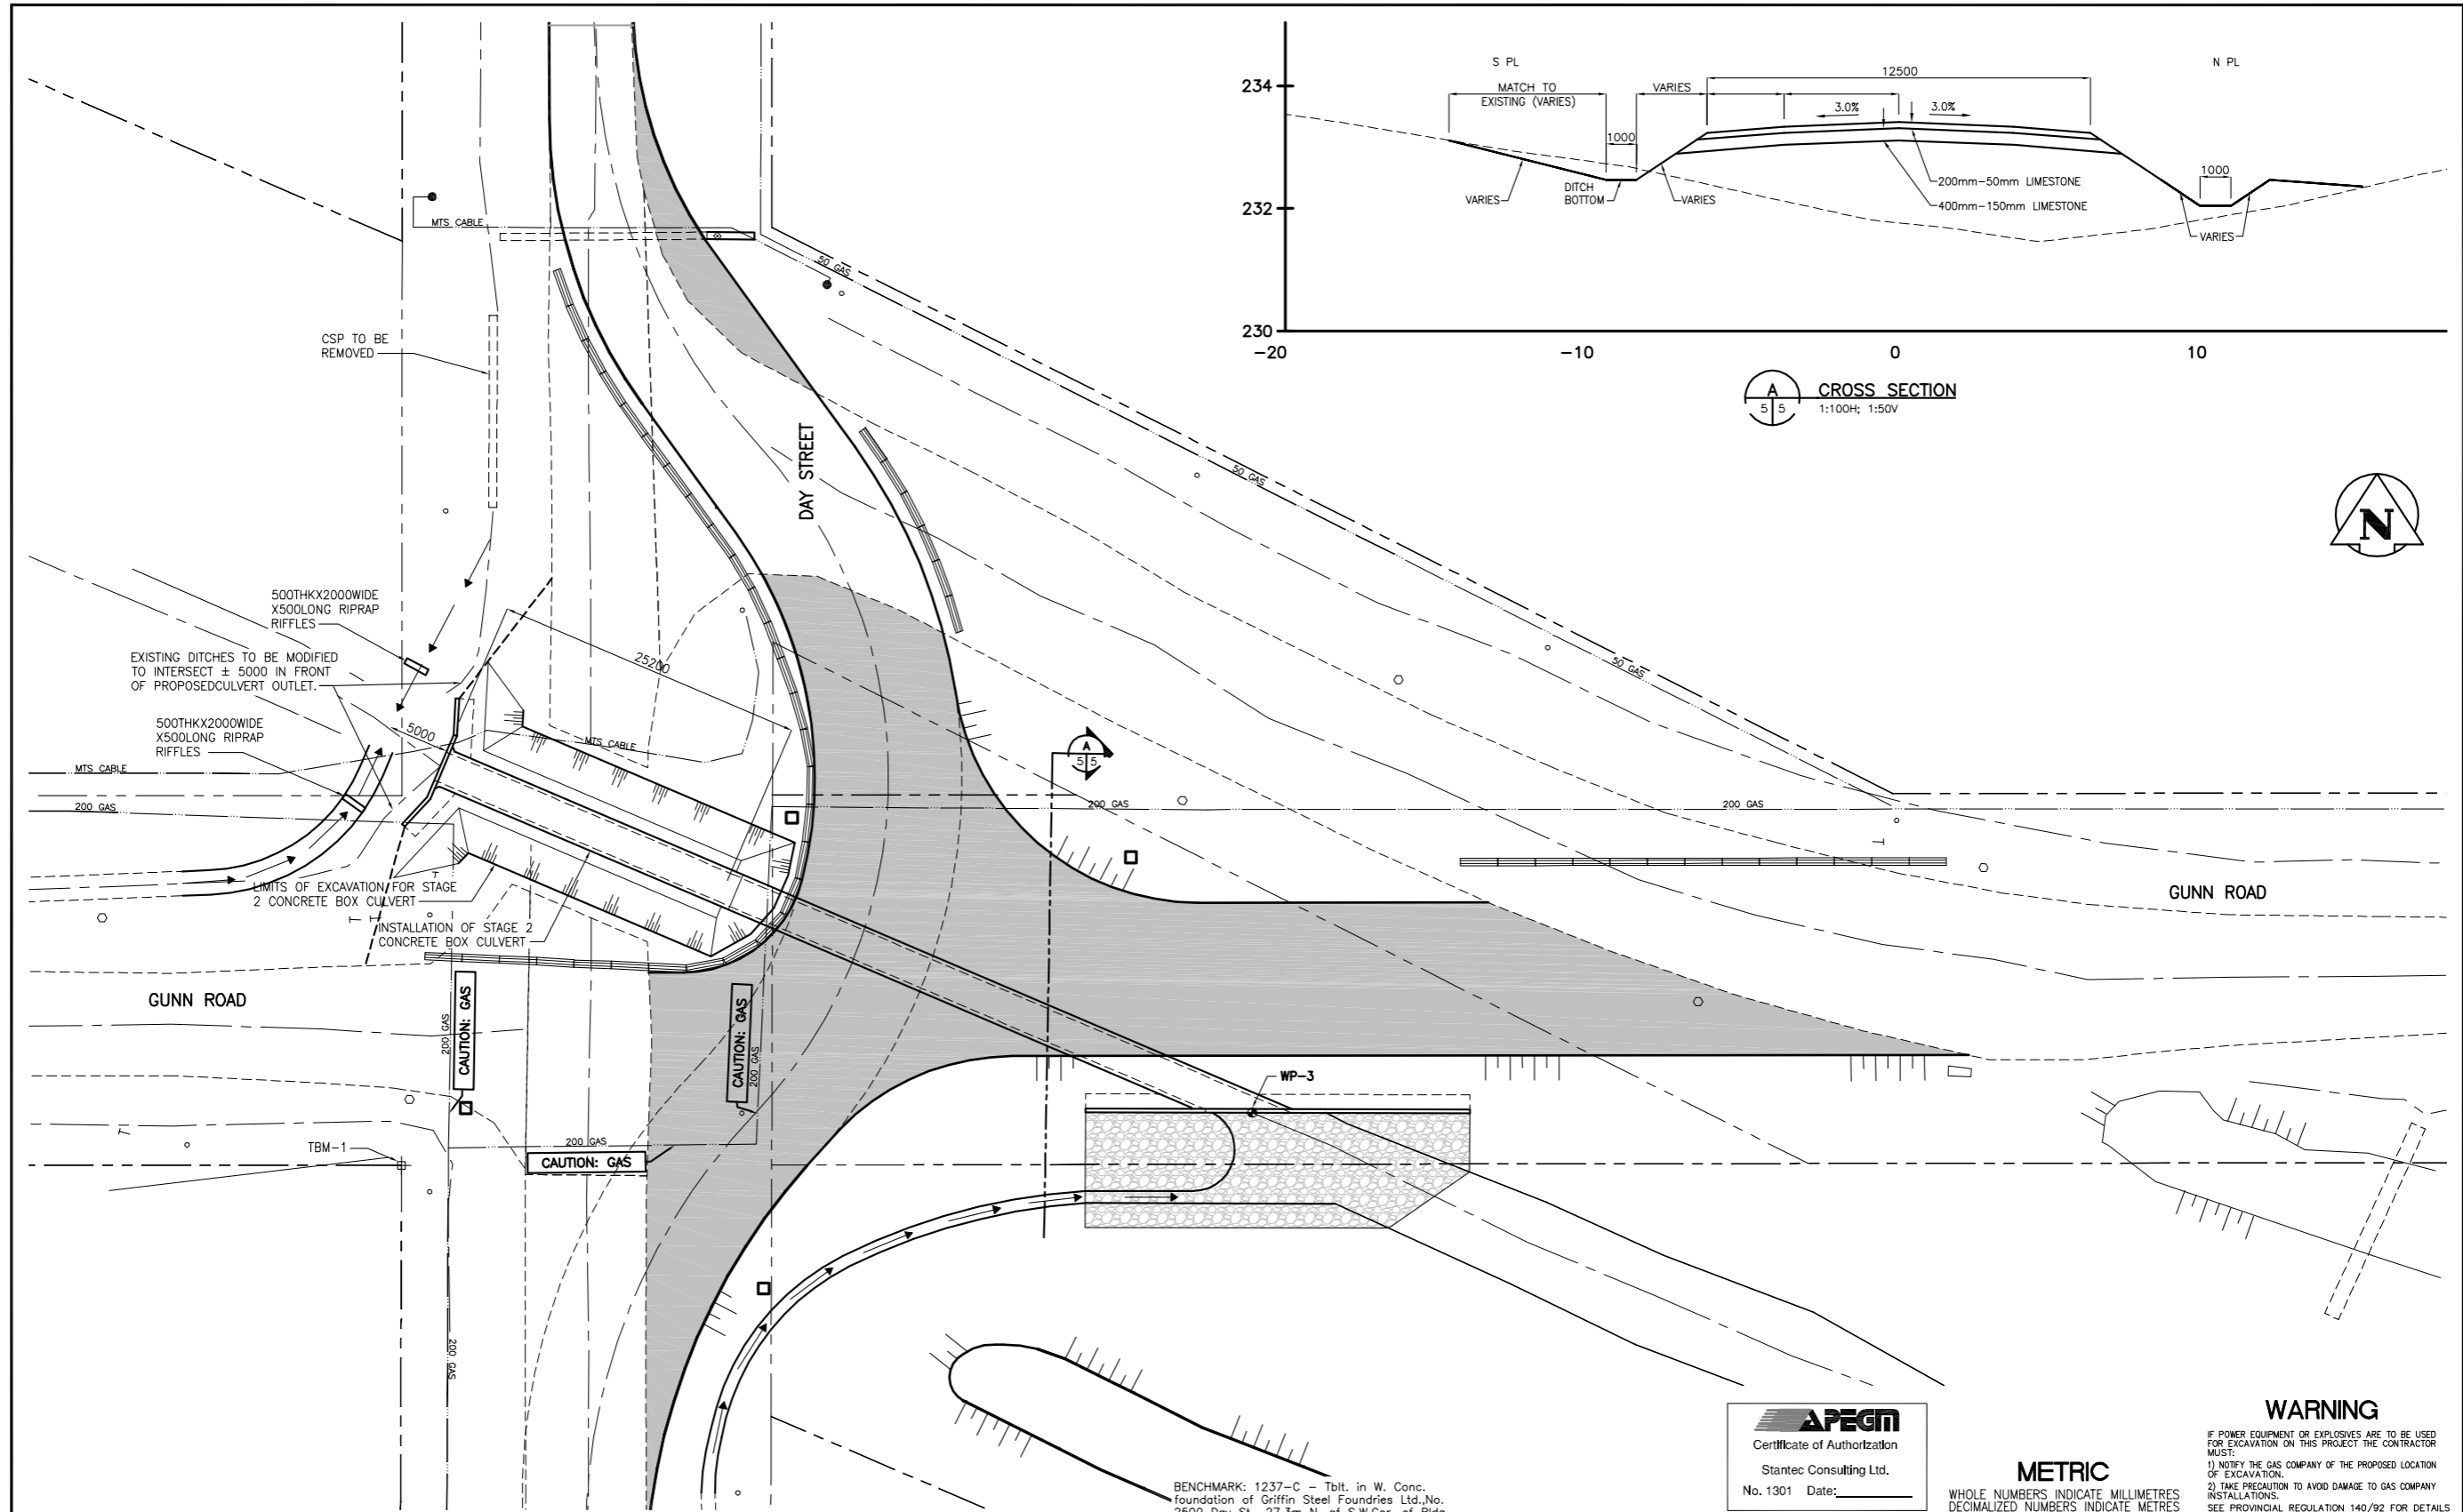 S PL
N PL
234
232
230
-20
-10
0
10
12500
MATCH TO
EXISTING (VARIES)
VARIES
3.0%
3.0%
1000
1000
VARIES
DITCH
BOTTOM
VARIES
200mm-50mm LIMESTONE
400mm-150mm LIMESTONE
VARIES
A
5 5
CROSS SECTION
1:100H; 1:50V
N
MTS CABLE
50 GAS
CSP TO BE
REMOVED
DAY STREET
50 GAS
50 GAS
500THKX2000WIDE
X500LONG RIPRAP
RIFFLES
EXISTING DITCHES TO BE MODIFIED
TO INTERSECT ± 5000 IN FRONT
OF PROPOSEDCULVERT OUTLET.
25200
5000
500THKX2000WIDE
X500LONG RIPRAP
RIFFLES
MTS CABLE
MTS CABLE
200 GAS
A
5 5
200 GAS
200 GAS
LIMITS OF EXCAVATION FOR STAGE
2 CONCRETE BOX CULVERT
INSTALLATION OF STAGE 2
CONCRETE BOX CULVERT
GUNN ROAD
GUNN ROAD
200 GAS
CAUTION: GAS
CAUTION: GAS
200 GAS
WP-3
TBM-1
200 GAS
CAUTION: GAS
200 GAS
BENCHMARK: 1237-C - Tblt. in W. Conc.
foundation of Griffin Steel Foundries Ltd.,No.
2500 Day St., 27.3m N. of S.W.Cor. of Bldg.
APEGM
Certificate of Authorization
Stantec Consulting Ltd.
No. 1301 Date:
METRIC
WHOLE NUMBERS INDICATE MILLIMETRES
DECIMALIZED NUMBERS INDICATE METRES
WARNING
IF POWER EQUIPMENT OR EXPLOSIVES ARE TO BE USED
FOR EXCAVATION ON THIS PROJECT THE CONTRACTOR
MUST:
1) NOTIFY THE GAS COMPANY OF THE PROPOSED LOCATION
OF EXCAVATION.
2) TAKE PRECAUTION TO AVOID DAMAGE TO GAS COMPANY
INSTALLATIONS.
SEE PROVINCIAL REGULATION 140/92 FOR DETAILS